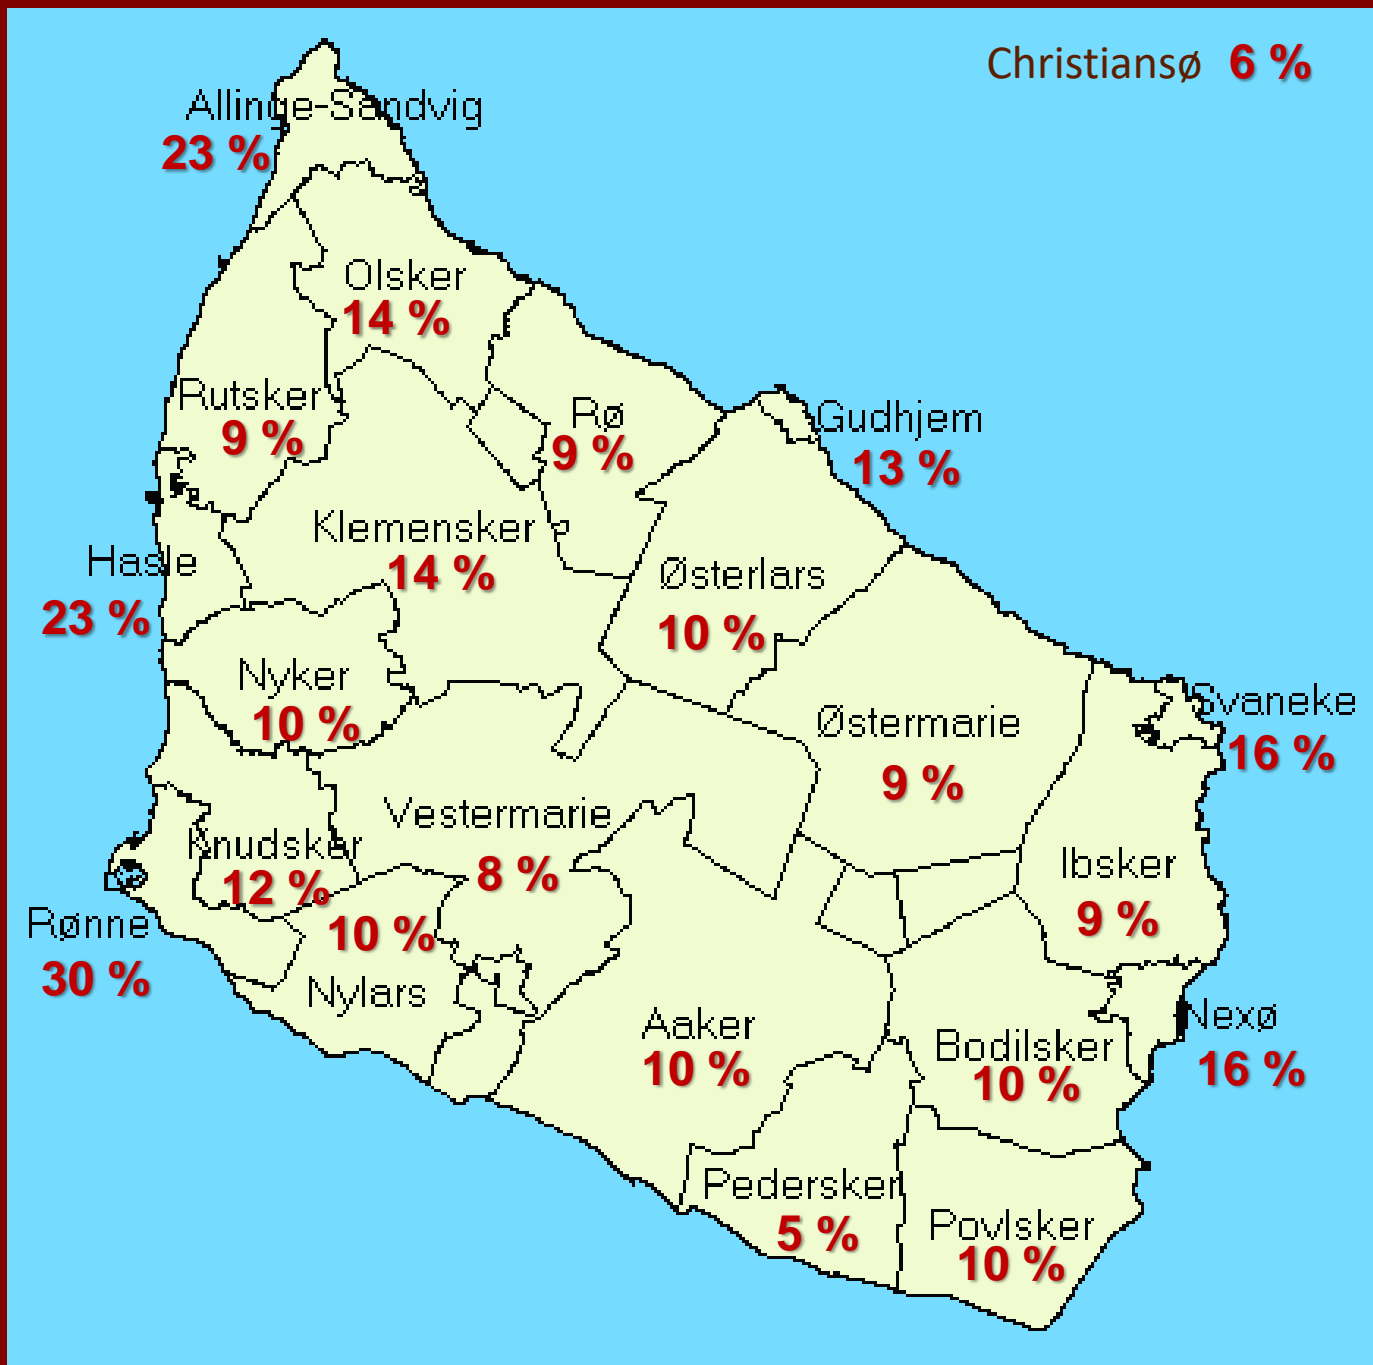 Christiansø 6 %
Allinge-Sandvig
23 %
Olsker
14 %
Rutsker
9 %
Rø
9 %
Gudhjem
13 %
Klemensker
14 %
Hasle
23 %
Østerlars
10 %
Nyker
10 %
Østermarie
9 %
Svaneke
16 %
Vestermarie
8 %
Knudsker
12 %
Ibsker
9 %
Rønne
30 %
10 %
Nylars
Aaker
10 %
Bodilsker
10 %
Nexø
16 %
Pedersker
5 %
Povlsker
10 %